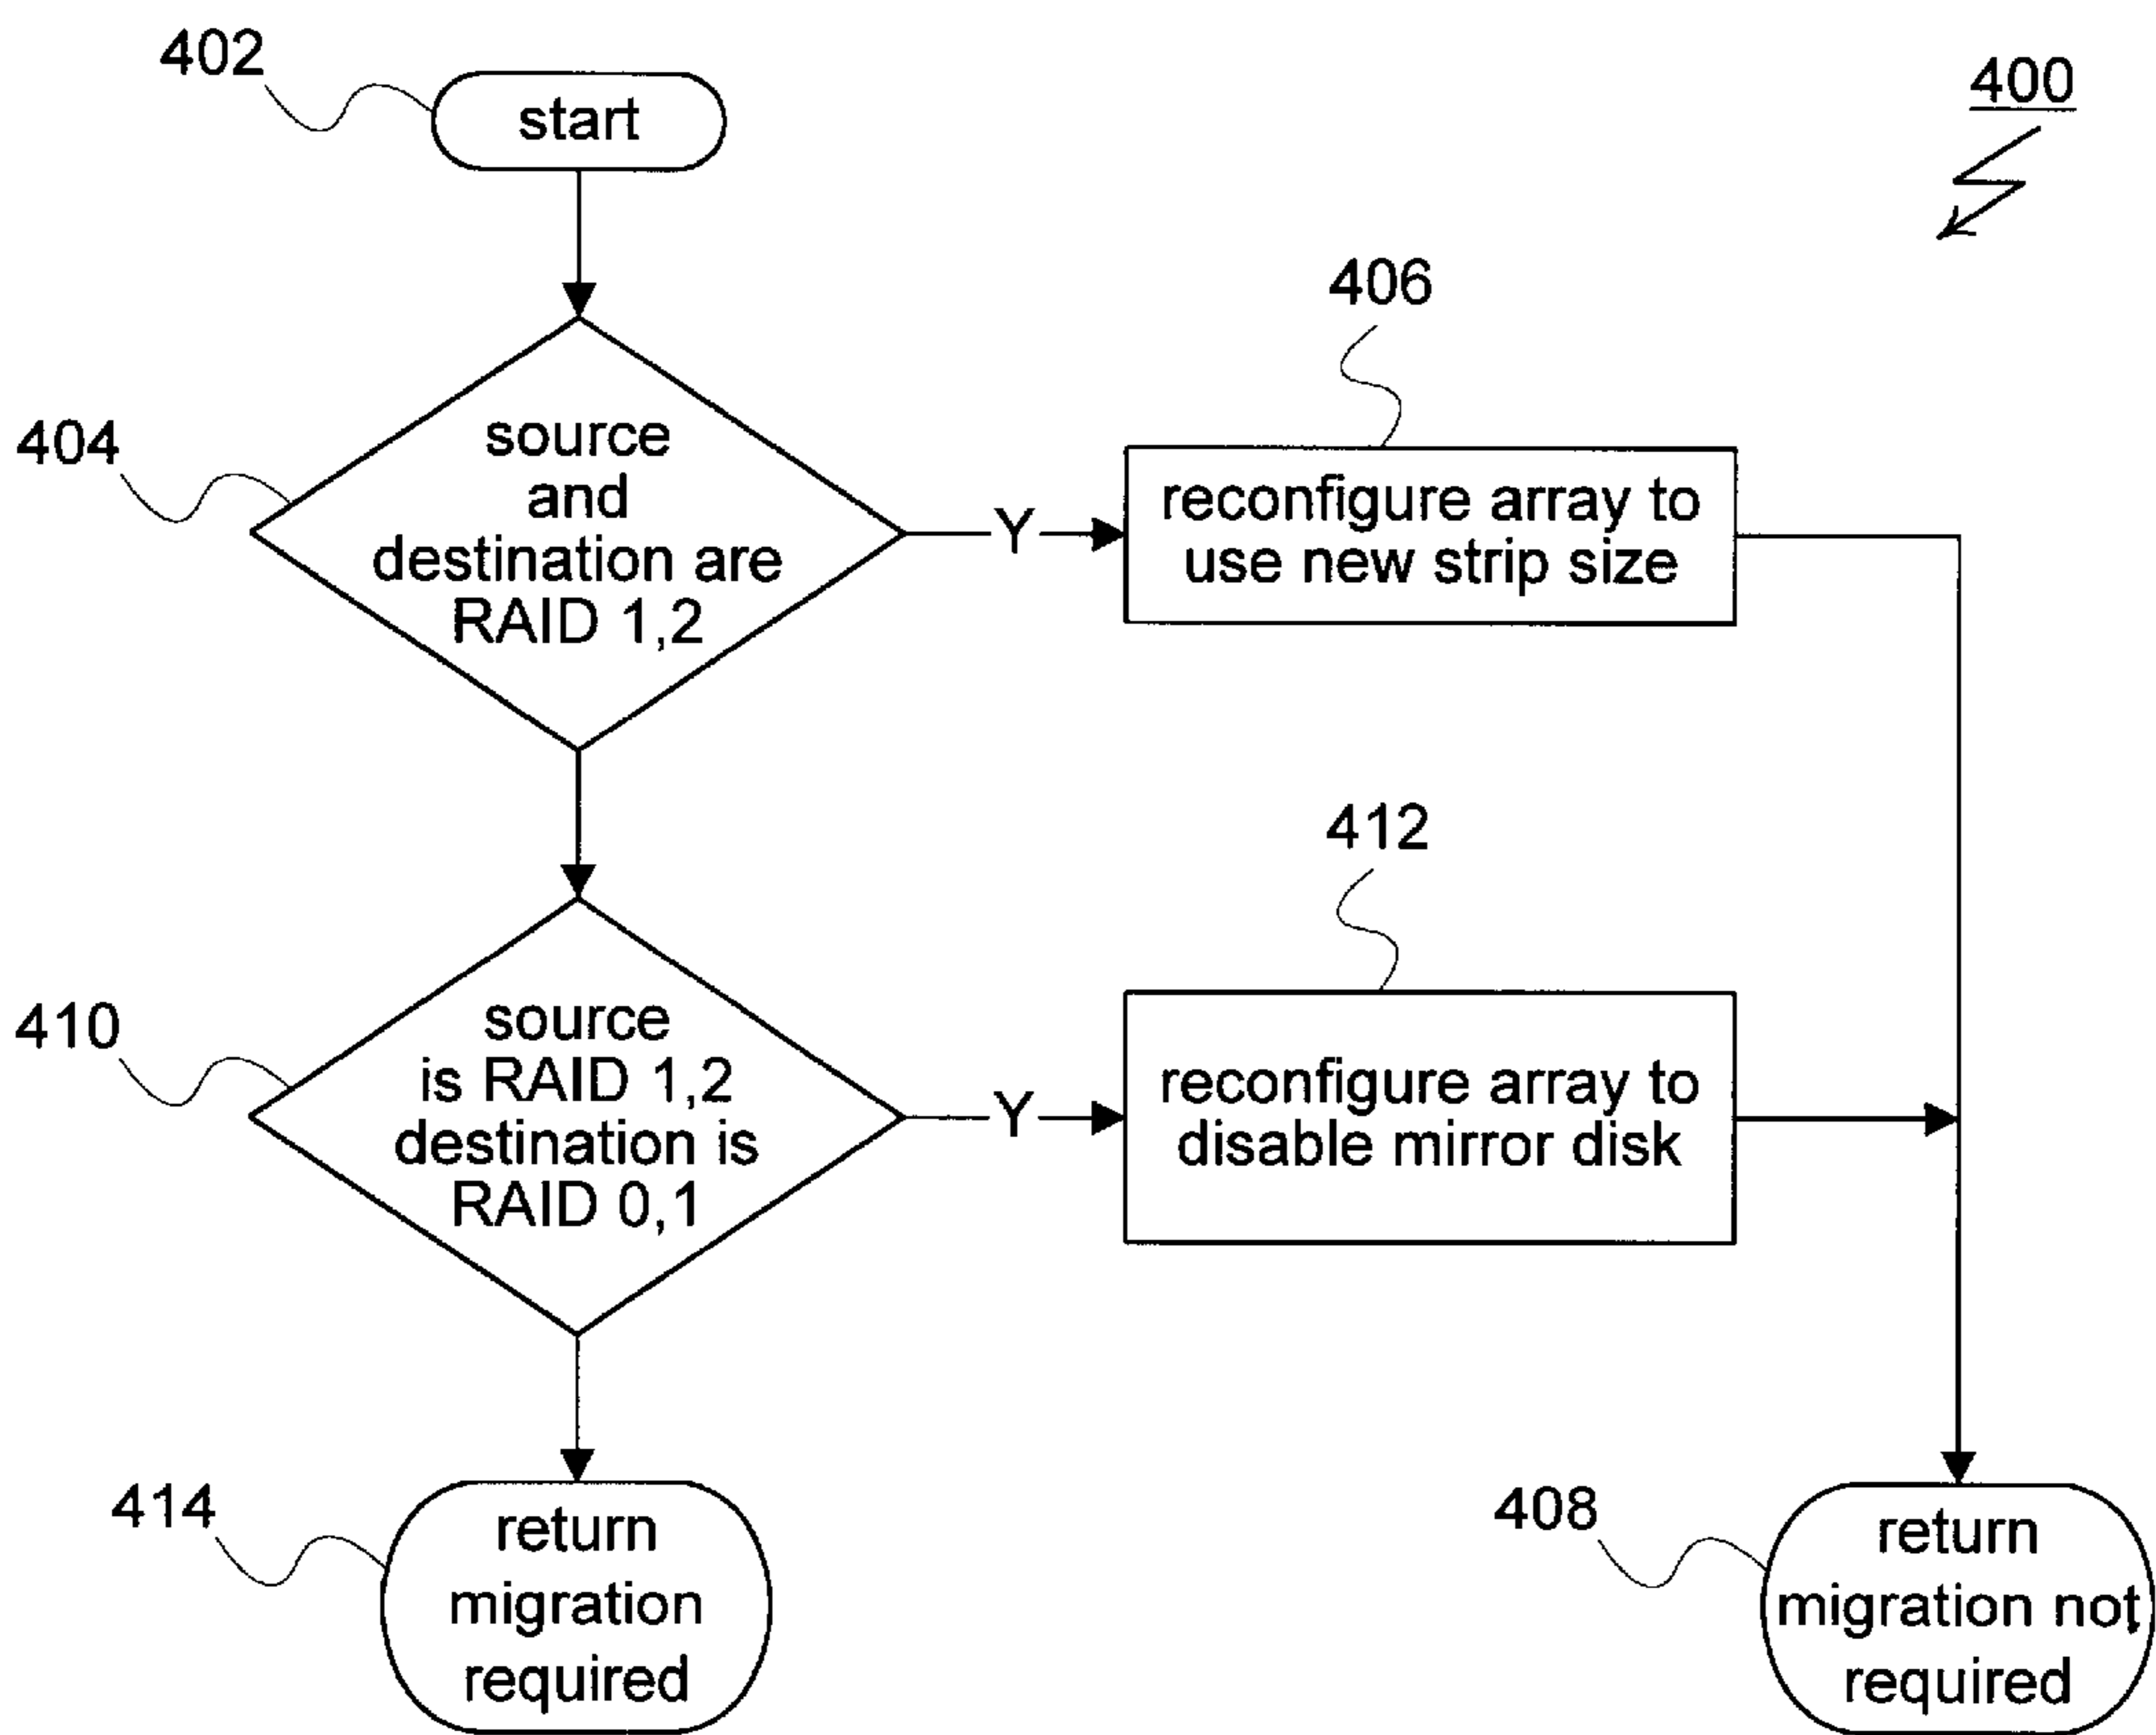 402
start
400
404
source
and
destination are
RAID 1,2
Y
406
reconfigure array to
use new strip size
410
source
is RAID 1,2
destination is
RAID 0,1
Y
412
reconfigure array to
disable mirror disk
414
return
migration
required
408
return
migration not
required